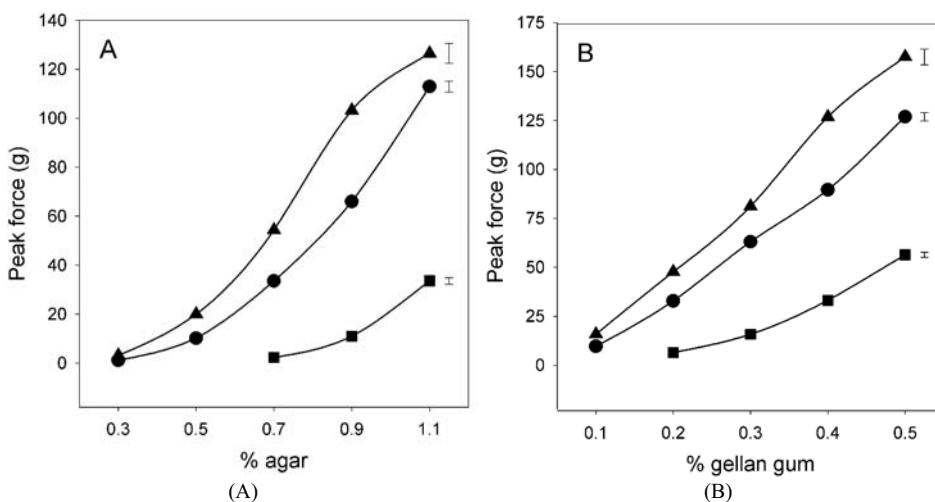 A
Peak force (g)
140
120
100
80
60
40
20
0
0.3 0.5 0.7 0.9 1.1
% agar
(A)
B
Peak force (g)
175
150
125
100
75
50
25
0
0.1 0.2 0.3 0.4 0.5
% gellan gum
(B)